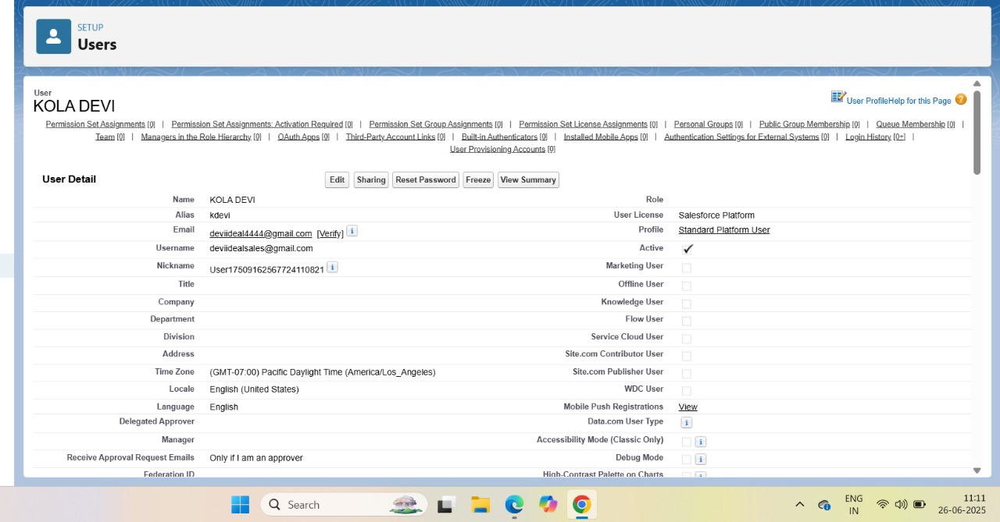 SETUP
Users
User
KOLA DEVI
User Profile Help for this Page
Permission Set Assignments [0] | Permission Set Assignments: Activation Required [0] | Permission Set Group Assignments [0] | Permission Set License Assignments [0] | Personal Groups [0] | Public Group Membership [0] | Queue Membership [0] |
Team [0] | Managers in the Role Hierarchy [0] | OAuth Apps [0] | Third-Party Account Links [0] | Built-in Authenticators [0] | Installed Mobile Apps [0] | Authentication Settings for External Systems [0] | Login History [0+] |
User Provisioning Accounts [0]
User Detail Edit Sharing Reset Password Freeze View Summary
Name KOLA DEVI Role
Alias kdevi User License Salesforce Platform
Email deviideal4444@gmail.com [Verify] i Profile Standard Platform User
Username deviidealsales@gmail.com Active ✓
Nickname User17509162567724110821 i Marketing User
Title Offline User
Company Knowledge User
Department Flow User
Division Service Cloud User
Address Site.com Contributor User
Time Zone (GMT-07:00) Pacific Daylight Time (America/Los_Angeles) Site.com Publisher User
Locale English (United States) WDC User
Language English Mobile Push Registrations View
Delegated Approver Data.com User Type i
Manager Accessibility Mode (Classic Only) i
Receive Approval Request Emails Only if I am an approver Debug Mode i
Federation ID High-Contrast Palette on Charts i
Search ENG IN 11:11 26-06-2025